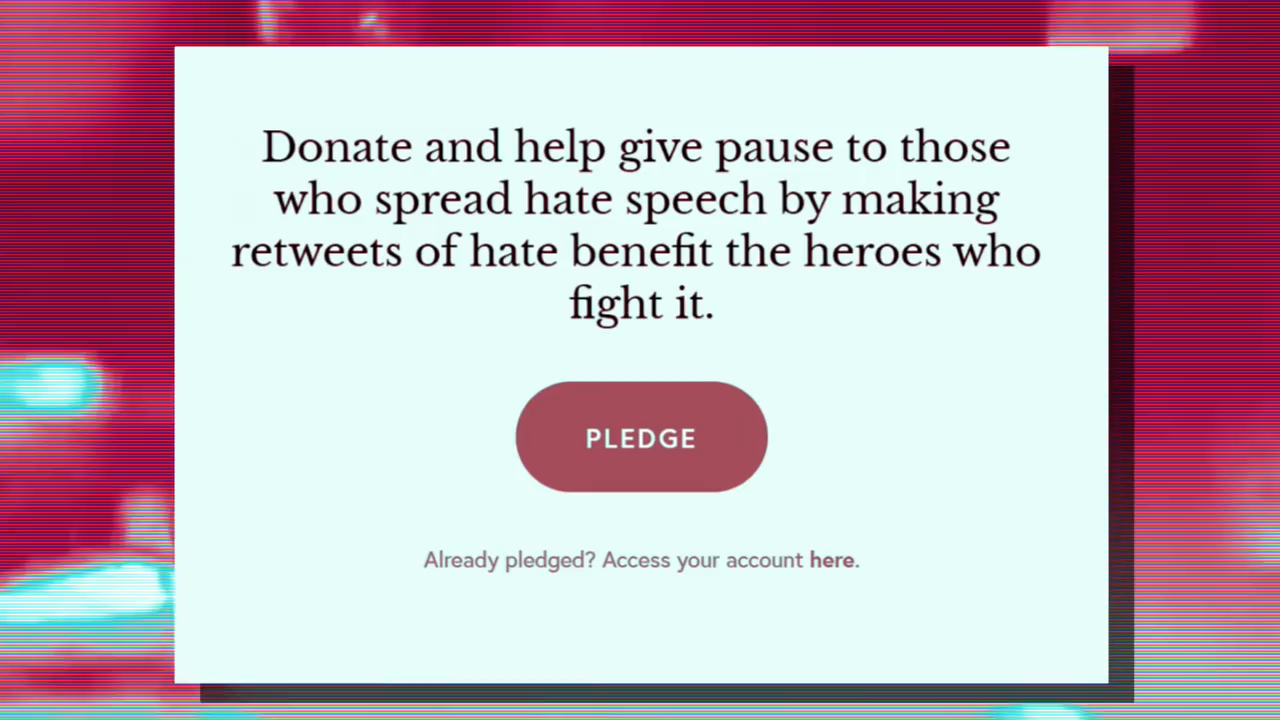 Donate and help give pause to those
who spread hate speech by making
retweets of hate benefit the heroes who
fight it.
PLEDGE
Already pledged? Access your account here.